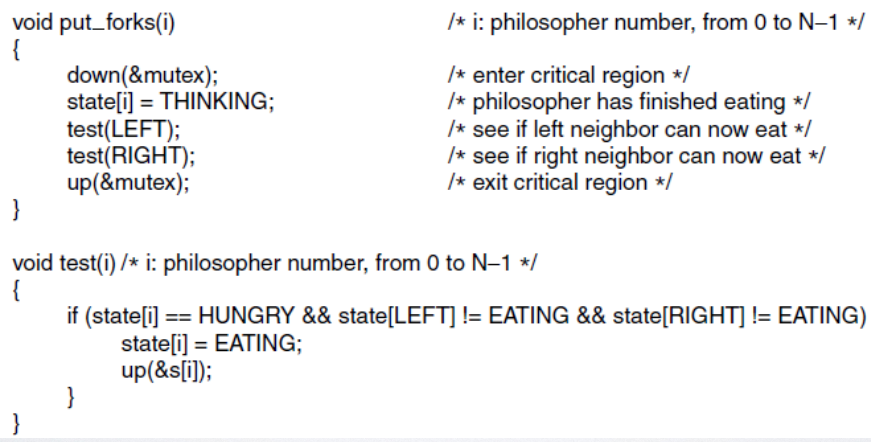 void put_forks(i) /* i: philosopher number, from 0 to N–1 */
{
down(&mutex); /* enter critical region */
state[i] = THINKING; /* philosopher has finished eating */
test(LEFT); /* see if left neighbor can now eat */
test(RIGHT); /* see if right neighbor can now eat */
up(&mutex); /* exit critical region */
}
void test(i) /* i: philosopher number, from 0 to N–1 */
{
if (state[i] == HUNGRY && state[LEFT] != EATING && state[RIGHT] != EATING)
state[i] = EATING;
up(&s[i]);
}
}